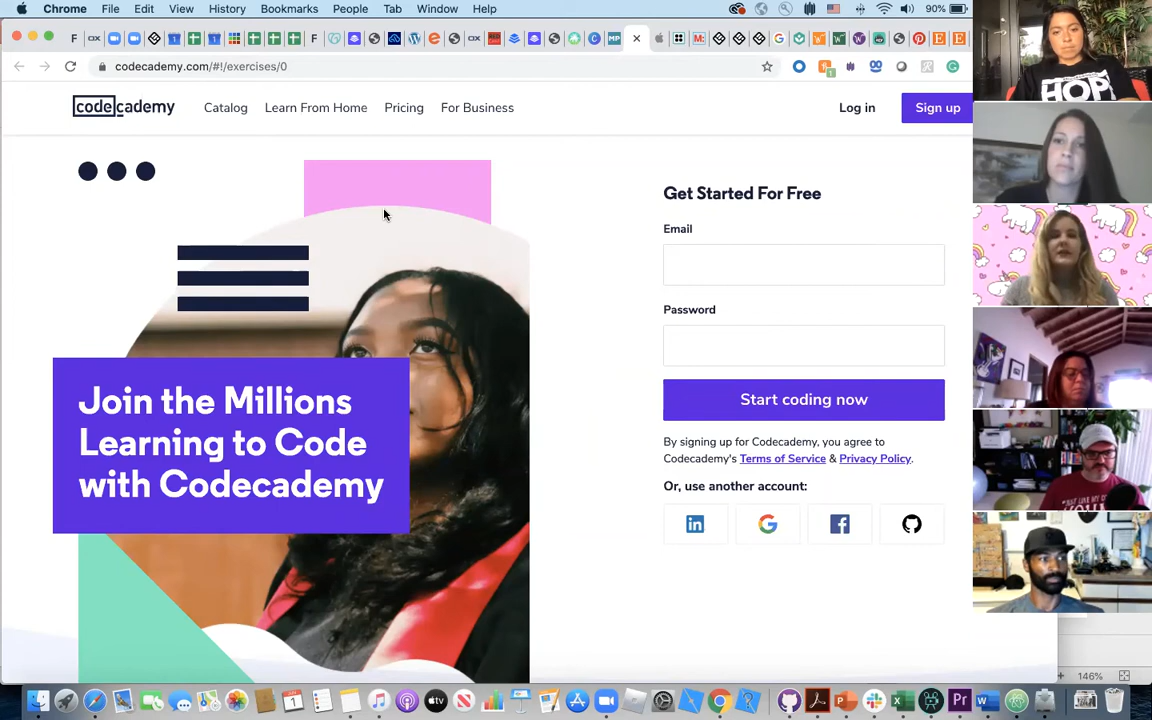 Chrome File Edit View History Bookmarks People Tab Window Help 90%
codecademy.com/#!/exercises/0
codecademy Catalog Learn From Home Pricing For Business Log in Sign up
Get Started For Free
Email
Password
Start coding now
By signing up for Codecademy, you agree to
Codecademy's Terms of Service & Privacy Policy.
Or, use another account:
Join the Millions
Learning to Code
with Codecademy
HOP
146%